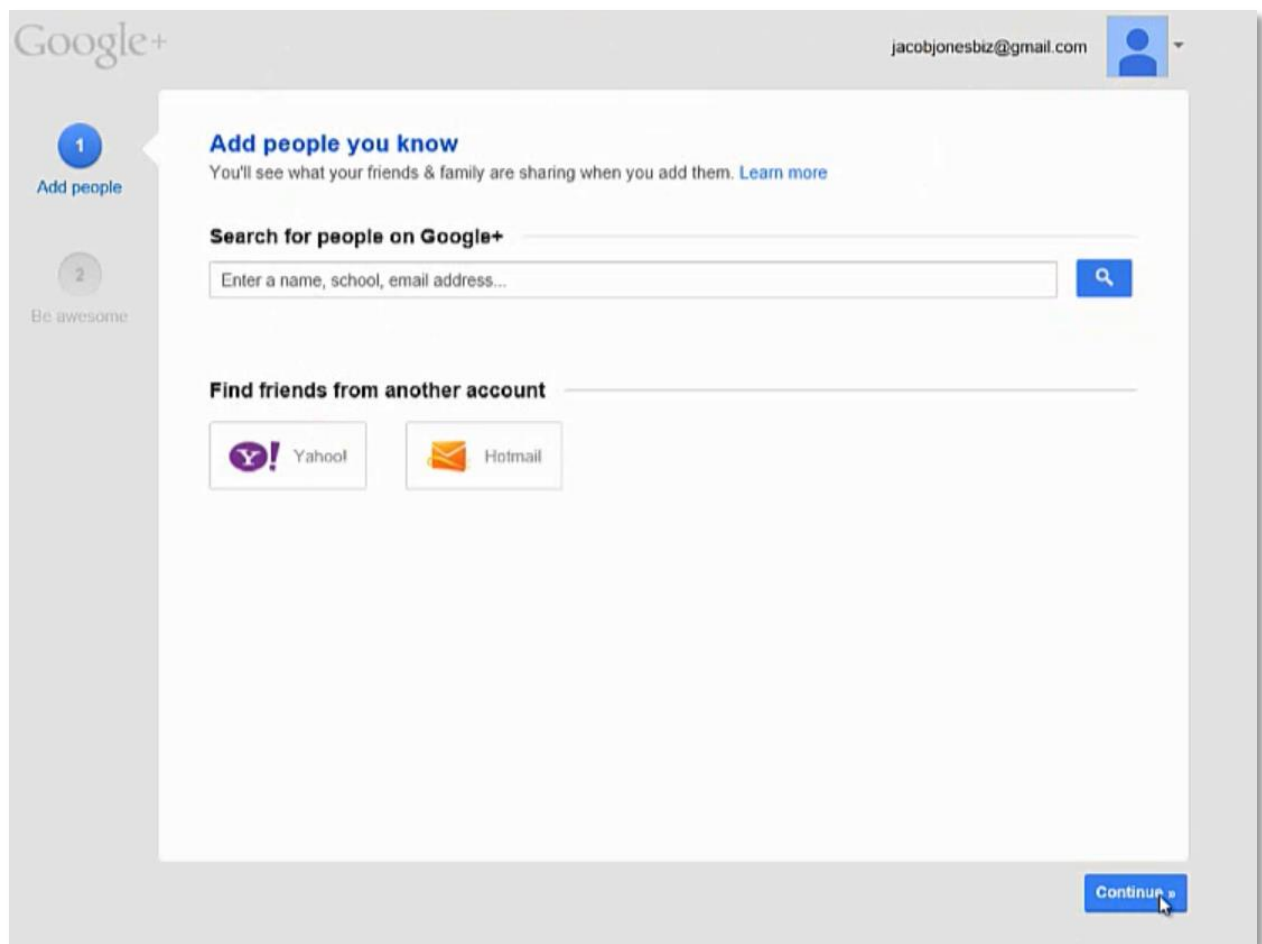 Google+
jacobjonesbiz@gmail.com
1
Add people
2
Be awesome
Add people you know
You'll see what your friends & family are sharing when you add them. Learn more
Search for people on Google+
Enter a name, school, email address...
Find friends from another account
Y! Yahoo!
Hotmail
Continue »